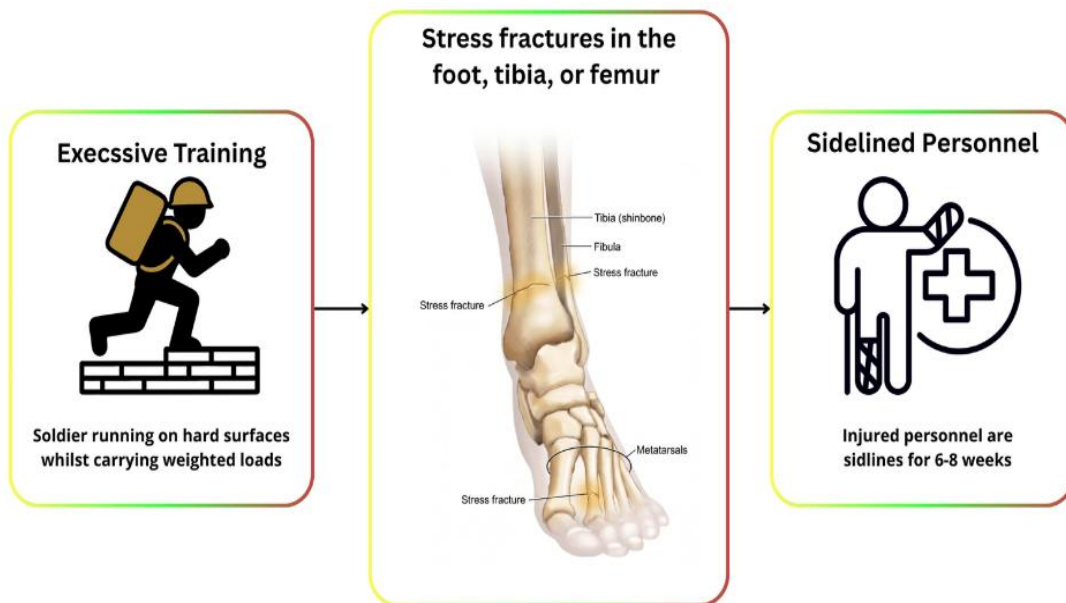 Execssive Training
Soldier running on hard surfaces
whilst carrying weighted loads
Stress fractures in the
foot, tibia, or femur
Tibia (shinbone)
Fibula
Stress fracture
Stress fracture
Metatarsals
Stress fracture
Sidelined Personnel
Injured personnel are
sidlines for 6-8 weeks